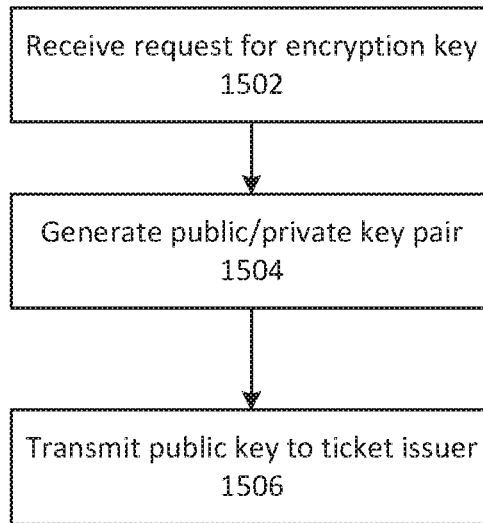 Receive request for encryption key
1502
Generate public/private key pair
1504
Transmit public key to ticket issuer
1506